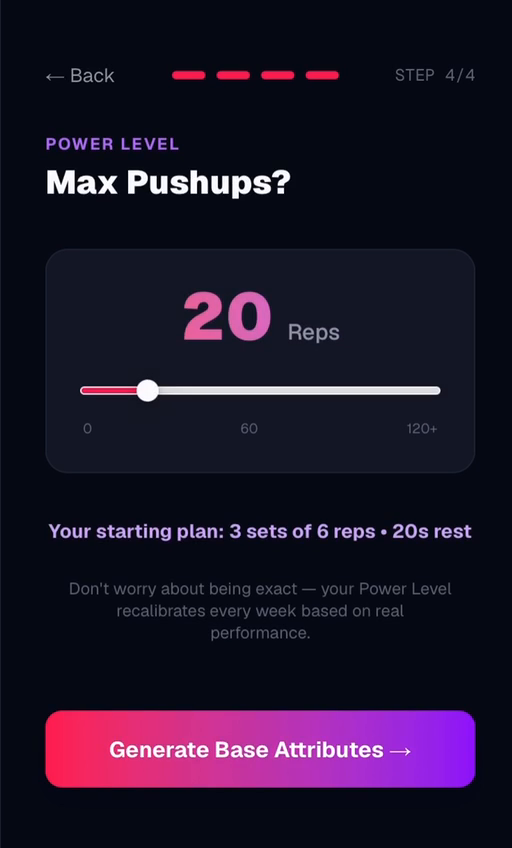 ← Back
STEP 4/4
POWER LEVEL
Max Pushups?
20 Reps
0 60 120+
Your starting plan: 3 sets of 6 reps • 20s rest
Don't worry about being exact — your Power Level
recalibrates every week based on real
performance.
Generate Base Attributes →